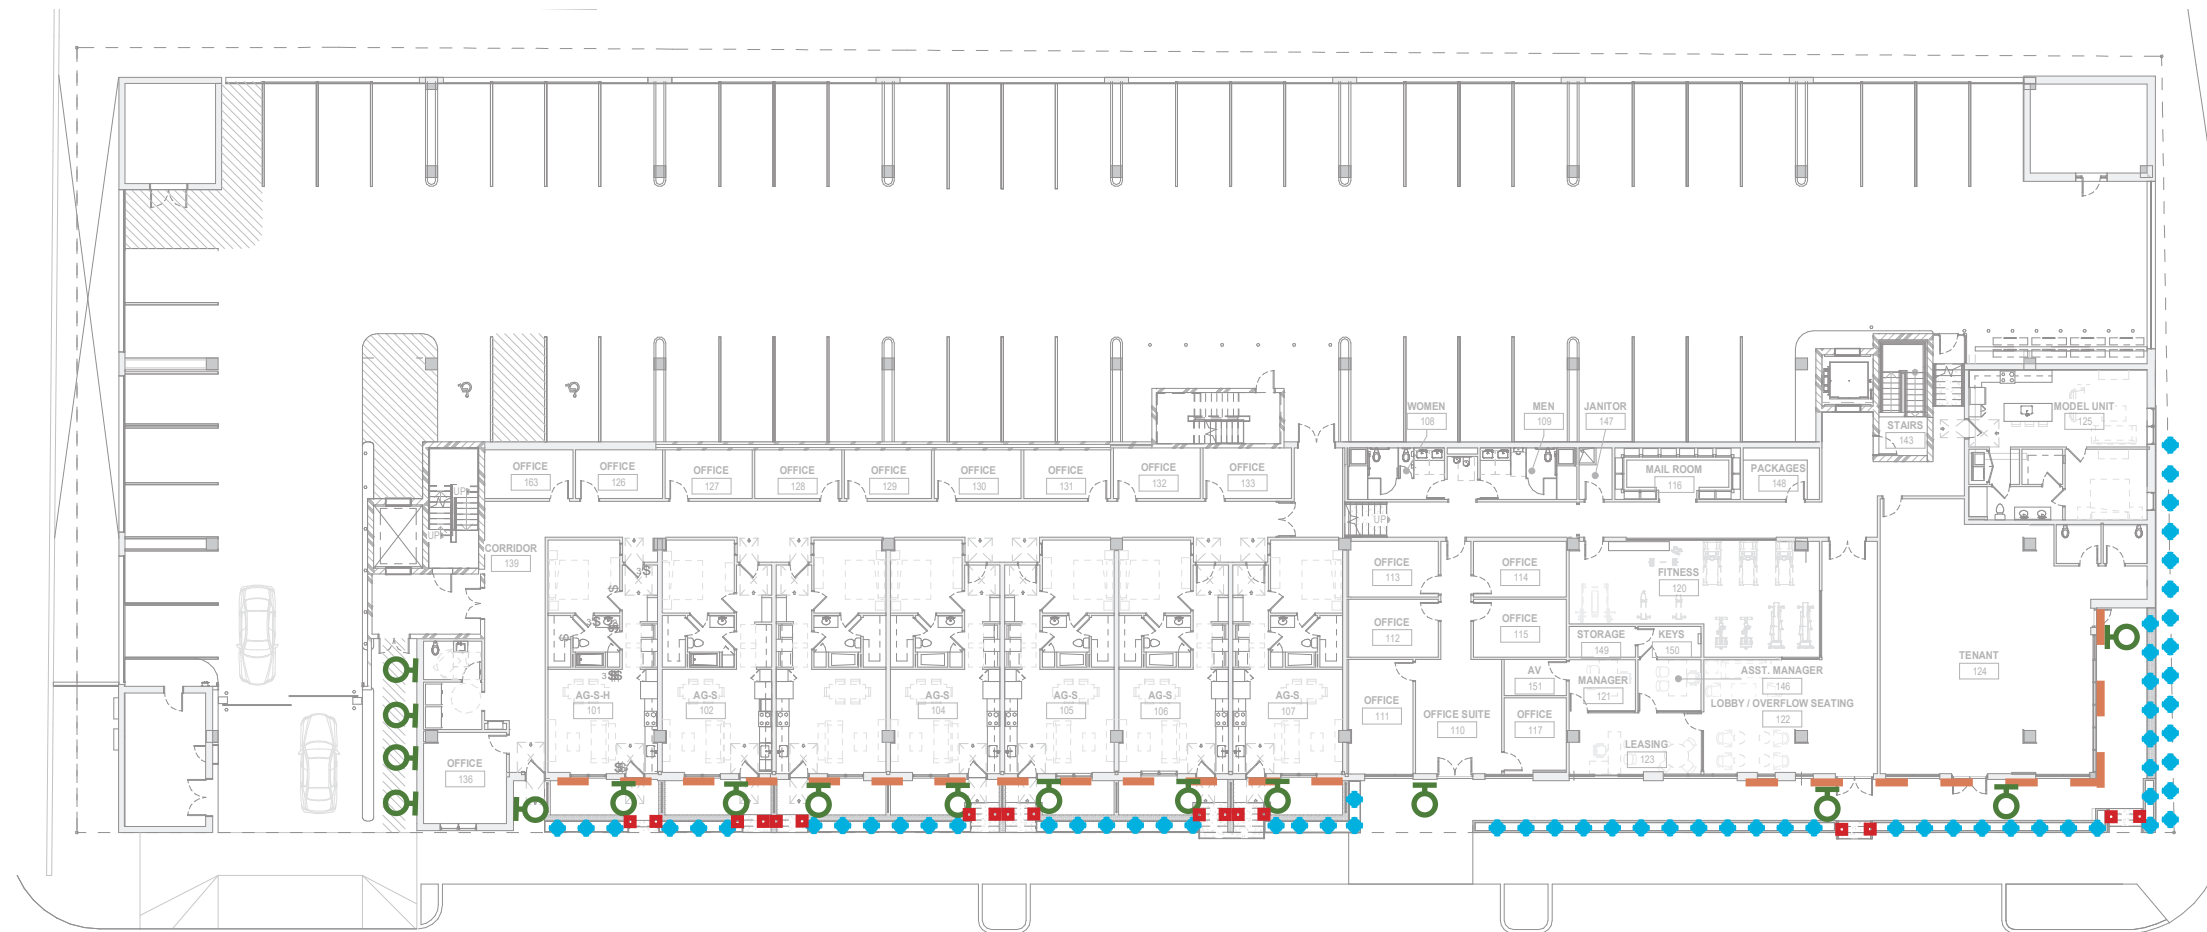 WOMEN
108
MEN
109
JANITOR
147
MODEL UNIT
125
STAIRS
143
OFFICE
163
OFFICE
126
OFFICE
127
OFFICE
128
OFFICE
129
OFFICE
130
OFFICE
131
OFFICE
132
OFFICE
133
MAIL ROOM
116
PACKAGES
148
UP
UP
UP
CORRIDOR
139
OFFICE
113
OFFICE
114
FITNESS
120
OFFICE
112
OFFICE
115
STORAGE
149
KEYS
150
TENANT
124
AG-S-H
101
AG-S
102
AG-S
104
AG-S
105
AG-S
106
AG-S
107
OFFICE
111
OFFICE SUITE
110
AV
151
OFFICE
117
MANAGER
121
ASST. MANAGER
146
LOBBY / OVERFLOW SEATING
122
LEASING
123
OFFICE
136